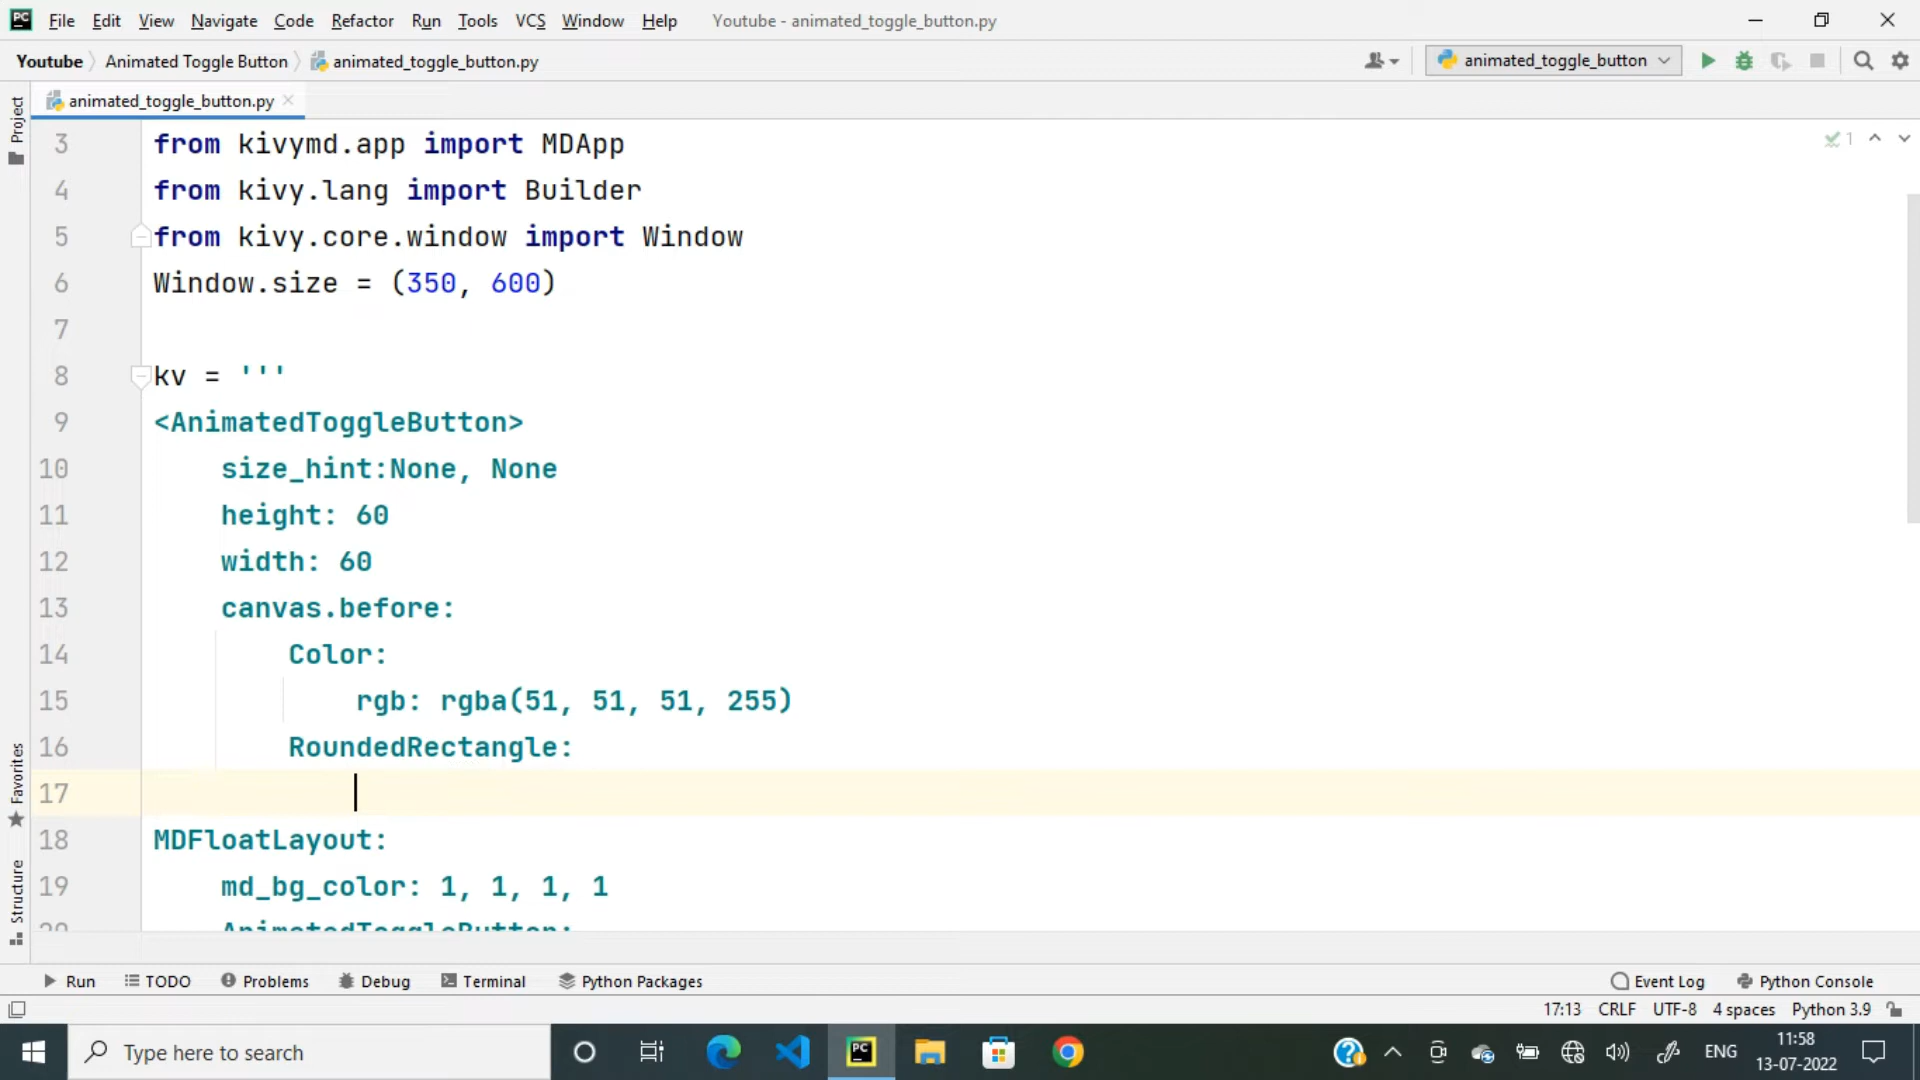 PC File Edit View Navigate Code Refactor Run Tools VCS Window Help Youtube - animated_toggle_button.py
Youtube Animated Toggle Button animated_toggle_button.py animated_toggle_button
Project
animated_toggle_button.py
3 from kivymd.app import MDApp
1
4 from kivy.lang import Builder
5 from kivy.core.window import Window
6 Window.size = (350, 600)
7
8 kv = '''
9 <AnimatedToggleButton>
10 size_hint:None, None
11 height: 60
12 width: 60
13 canvas.before:
14 Color:
15 rgb: rgba(51, 51, 51, 255)
16 RoundedRectangle:
17
18 MDFloatLayout:
19 md_bg_color: 1, 1, 1, 1
20 AnimatedToggleButton:
Favorites
Structure
Run TODO Problems Debug Terminal Python Packages Event Log Python Console
17:13 CRLF UTF-8 4 spaces Python 3.9
Type here to search
PC
ENG
11:58
13-07-2022